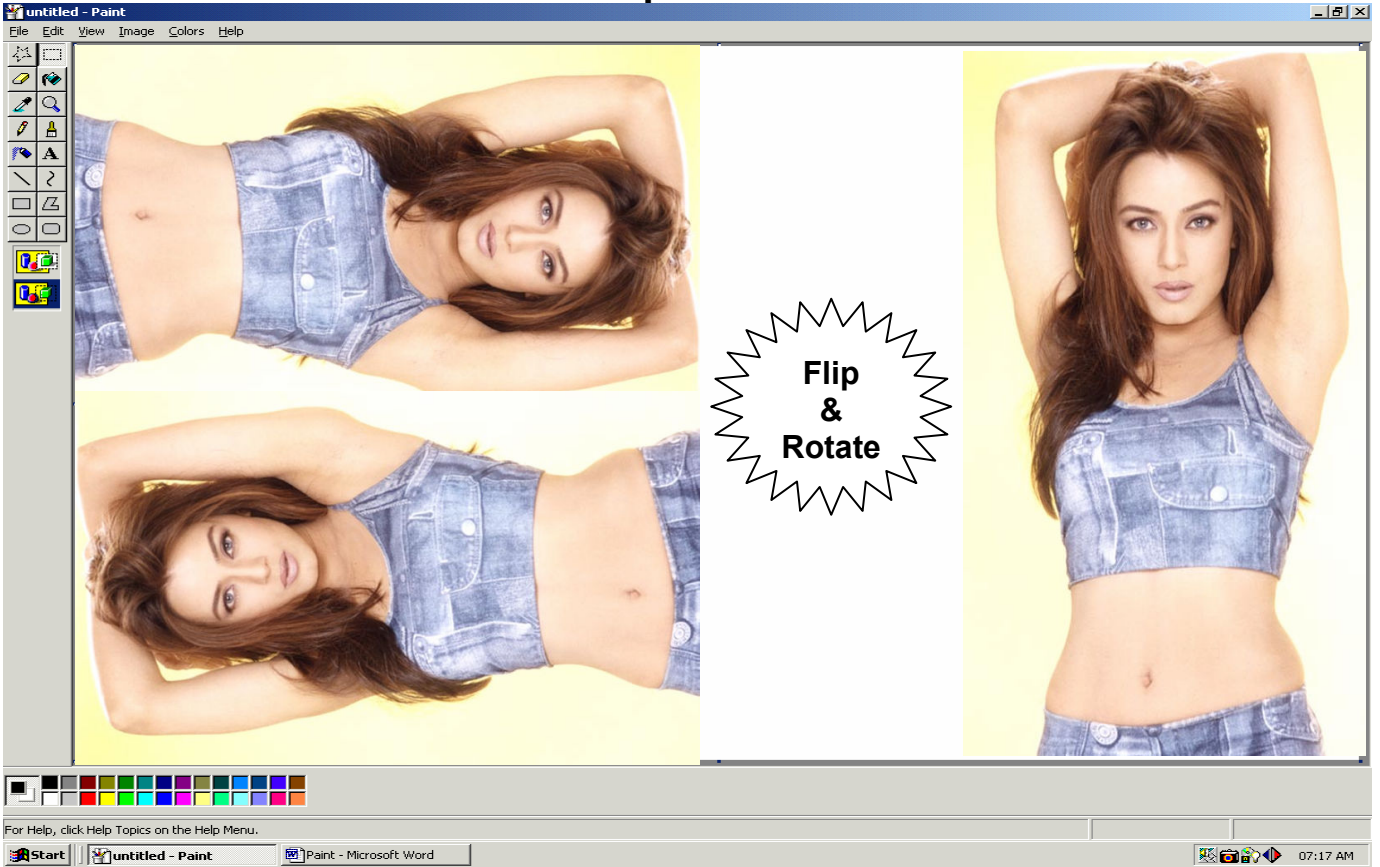 untitled - Paint
File Edit View Image Colors Help
A
Flip
&
Rotate
For Help, click Help Topics on the Help Menu.
Start untitled - Paint Paint - Microsoft Word 07:17 AM